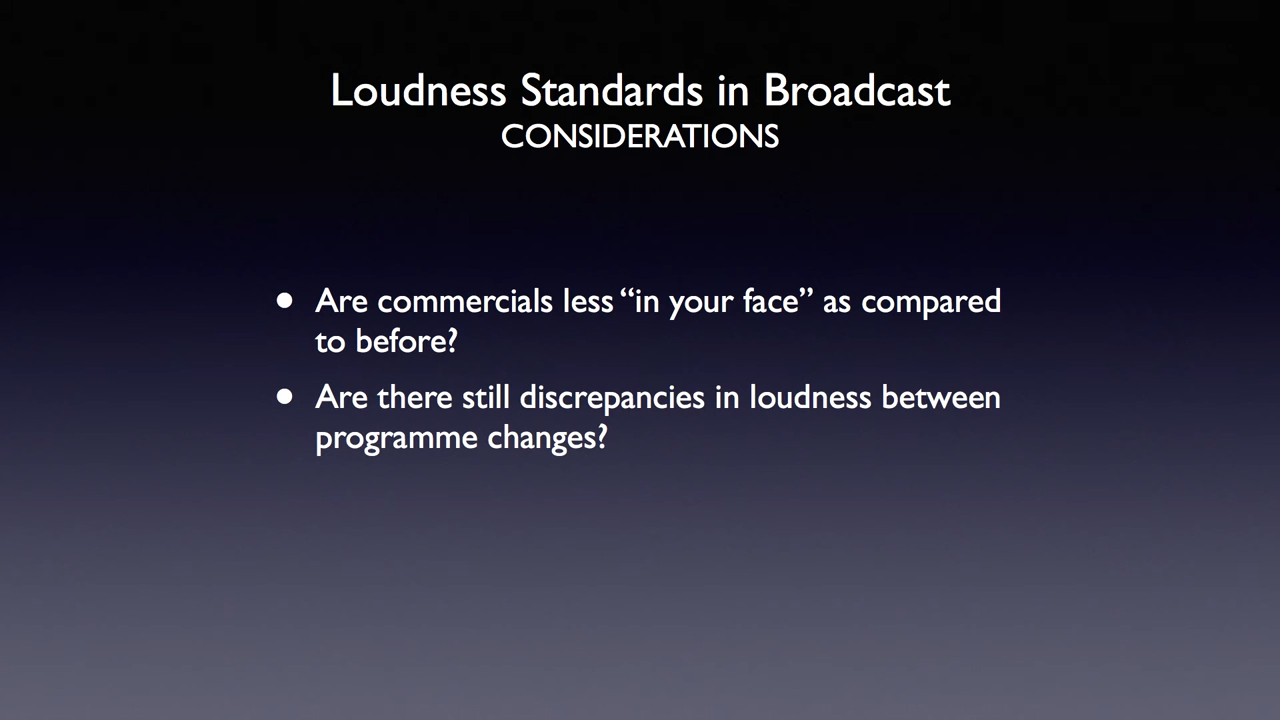 Loudness Standards in Broadcast
CONSIDERATIONS
• Are commercials less “in your face” as compared
to before?
• Are there still discrepancies in loudness between
programme changes?